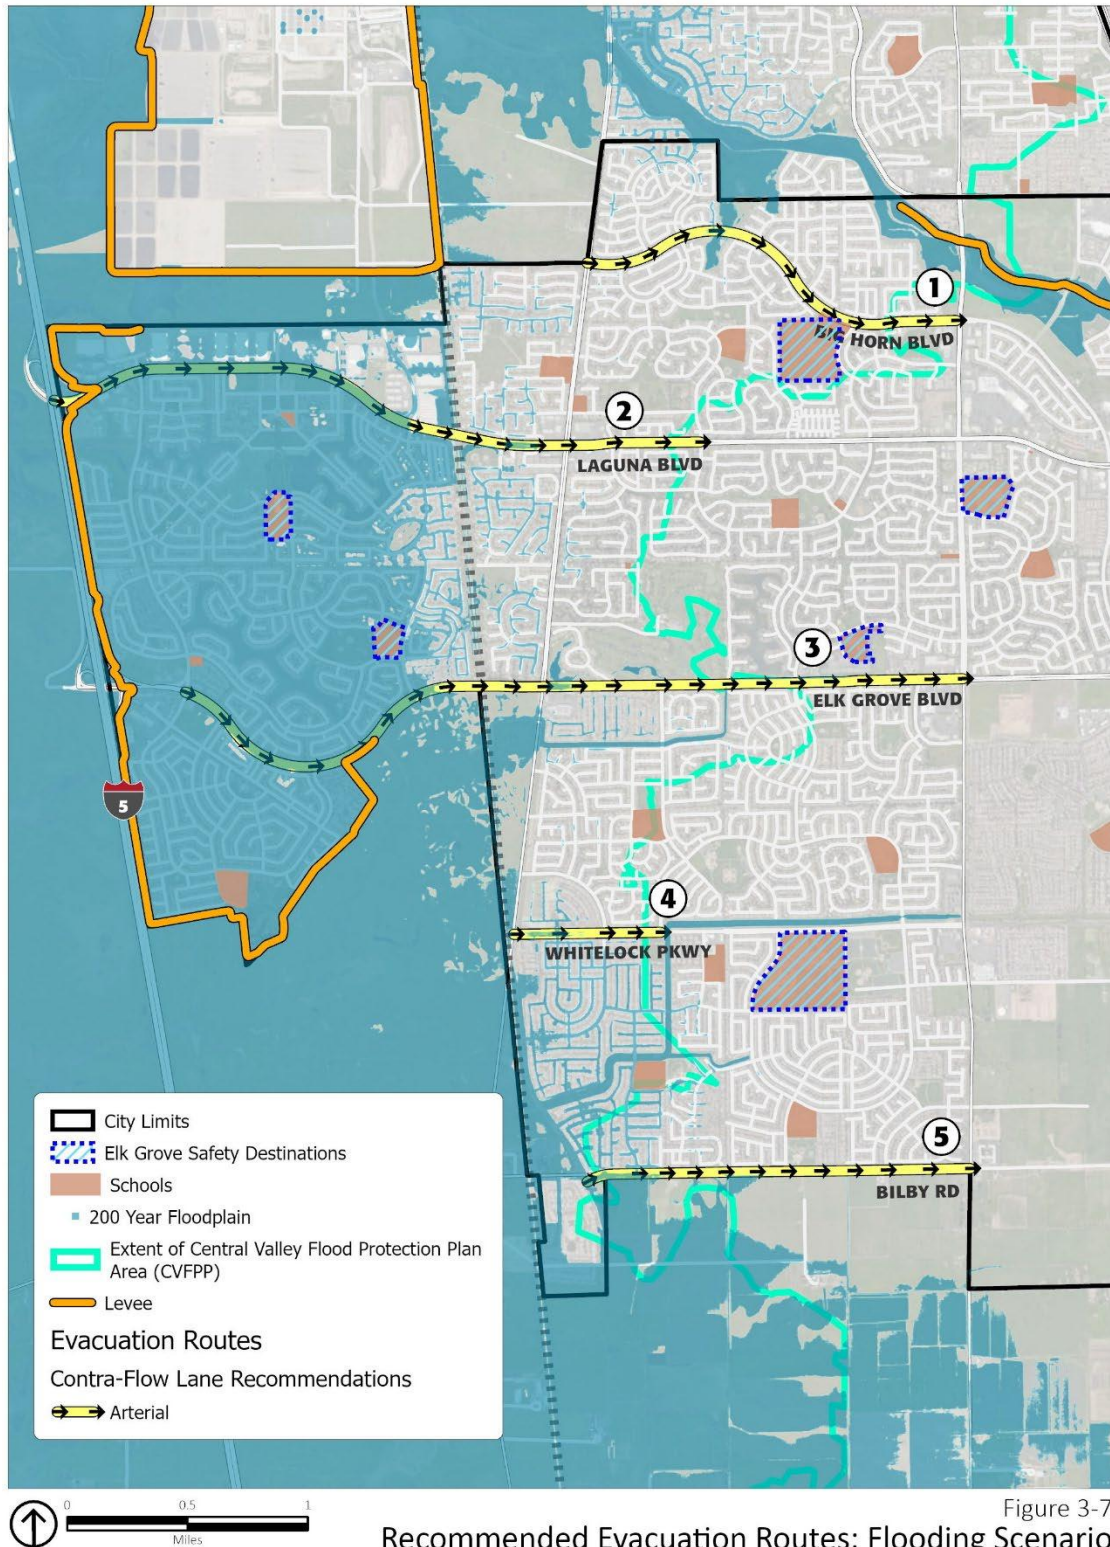 1
HORN BLVD
2
LAGUNA BLVD
3
ELK GROVE BLVD
5
4
WHITELOCK PKWY
5
BILBY RD
City Limits
Elk Grove Safety Destinations
Schools
200 Year Floodplain
Extent of Central Valley Flood Protection Plan
Area (CVFPP)
Levee
Evacuation Routes
Contra-Flow Lane Recommendations
Arterial
0 0.5 1
Miles
Figure 3-7
Recommended Evacuation Routes: Flooding Scenario